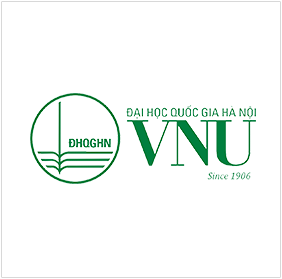 ĐHQGHN
ĐẠI HỌC QUỐC GIA HÀ NỘI
VNU
Since 1906